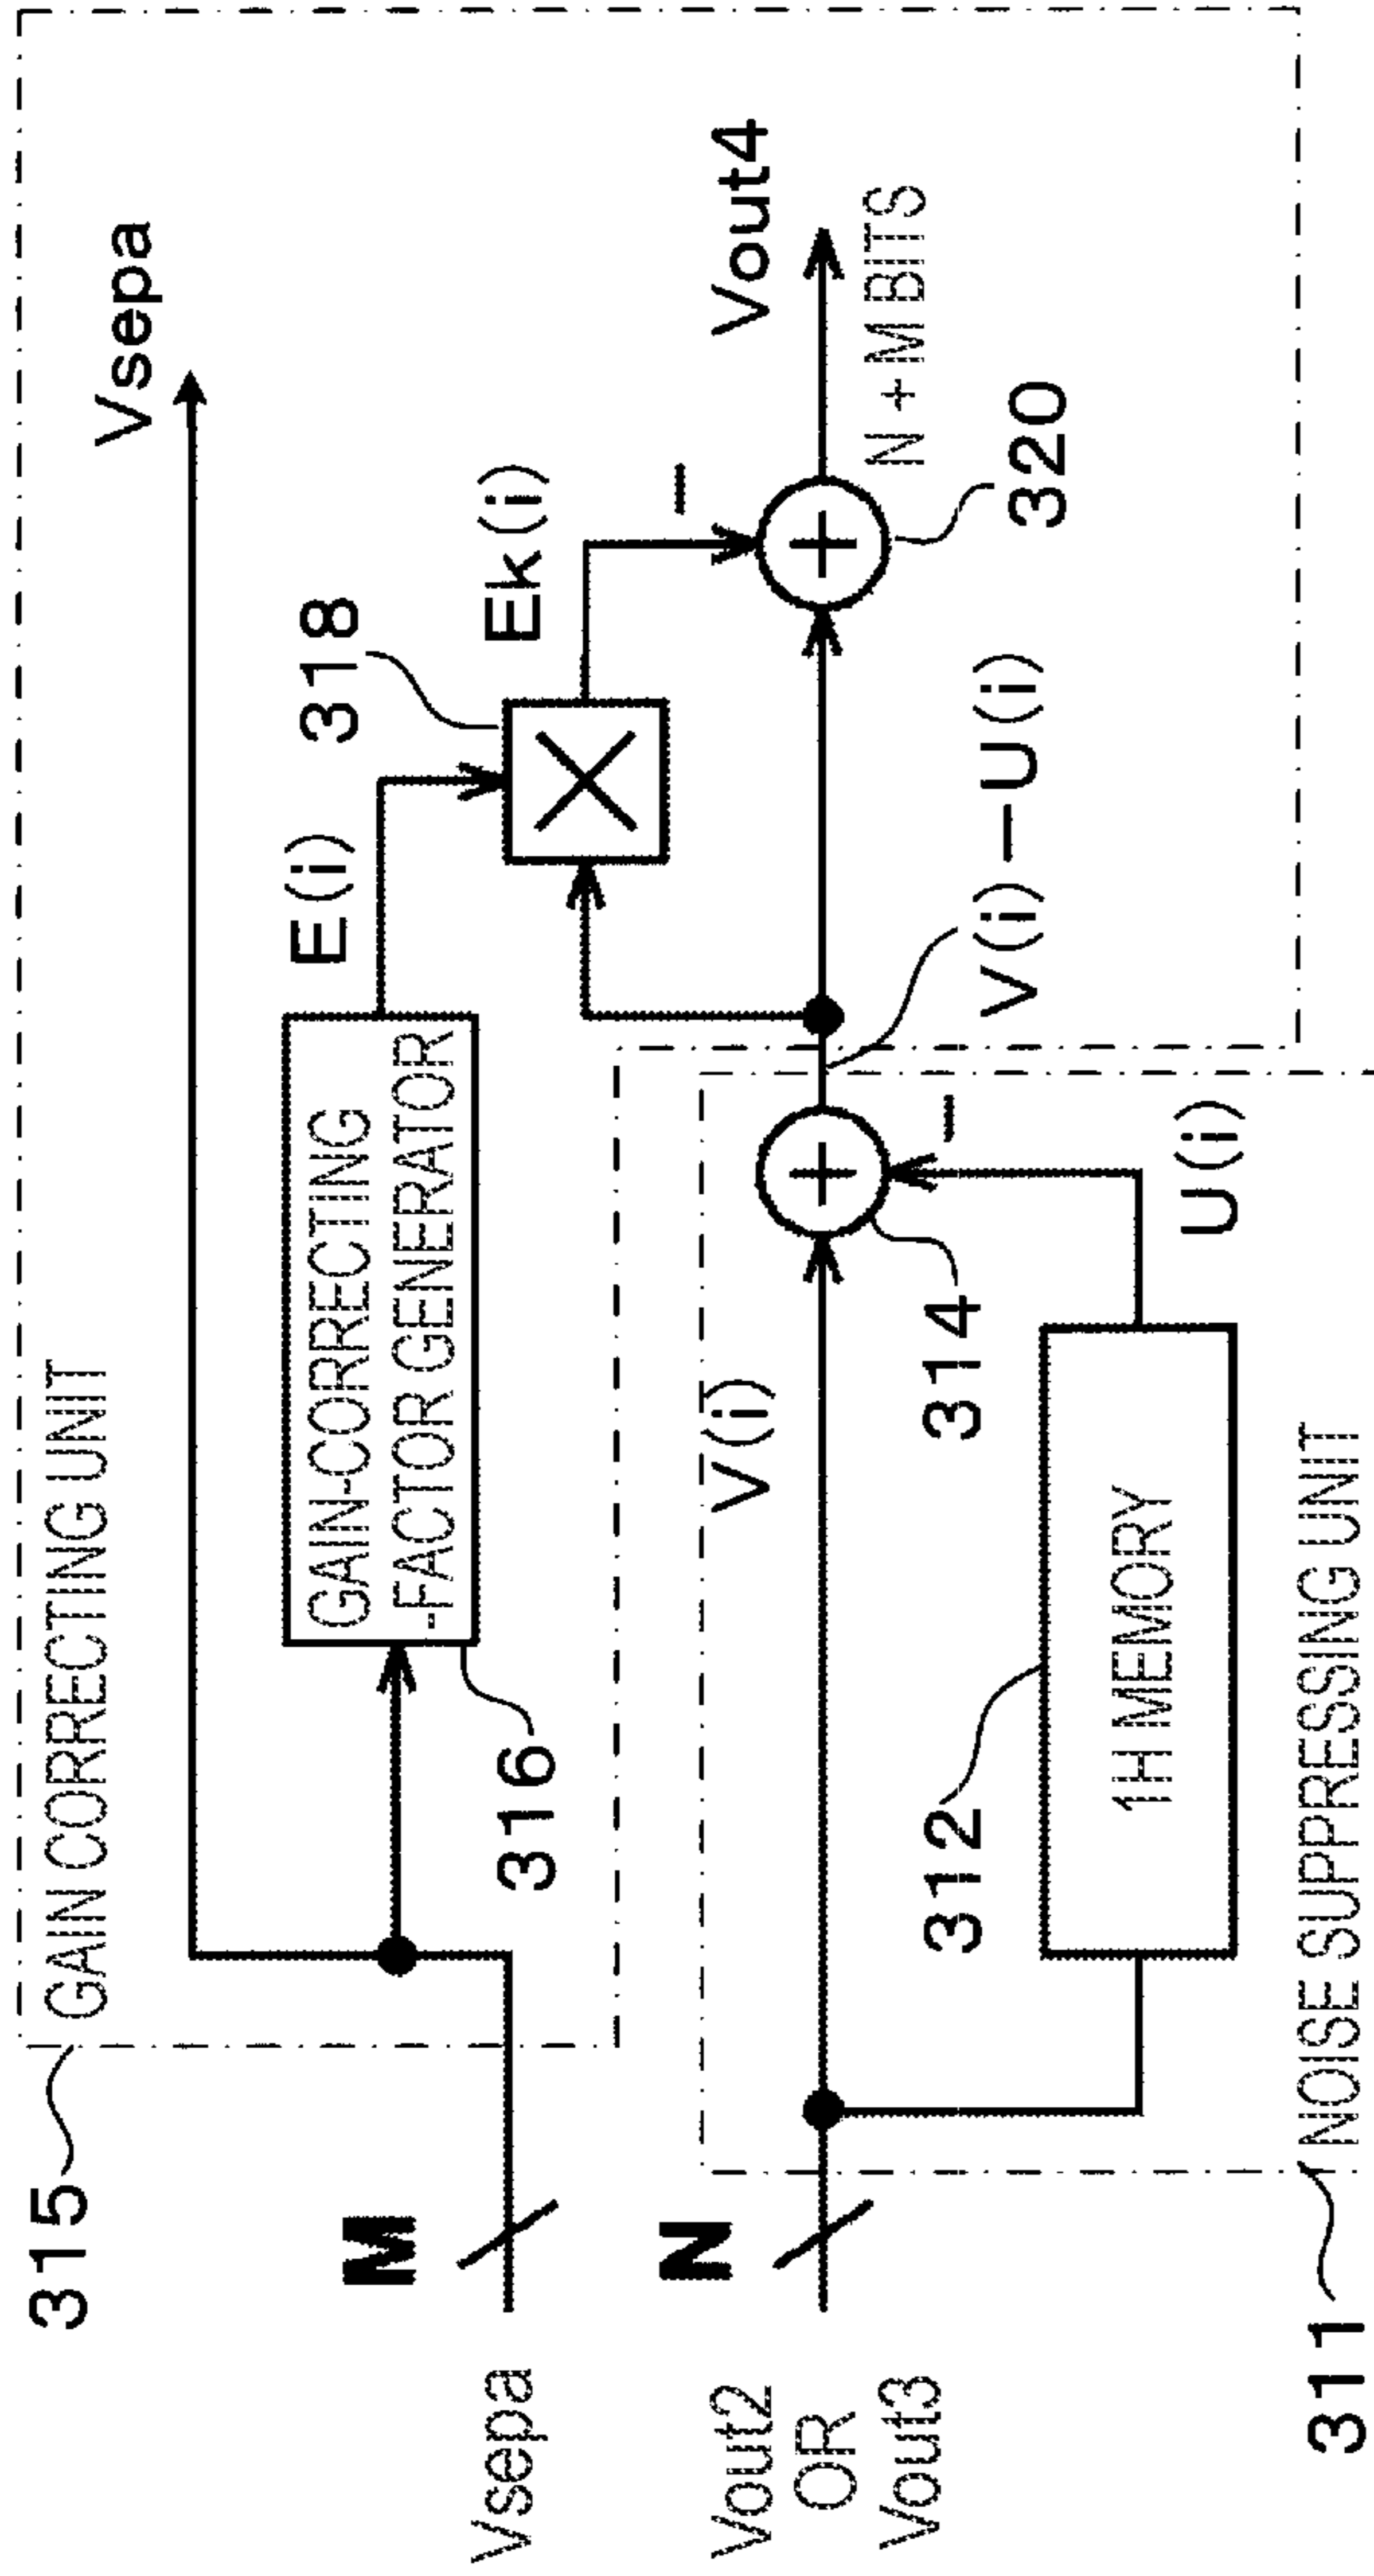 315
GAIN CORRECTING UNIT
Vsepa
M
Vsepa
GAIN-CORRECTING
-FACTOR GENERATOR
316
E(i)
318
Ek(i)
−
Vout4
N + M BITS
320
V(i)−U(i)
N
Vout2
OR
Vout3
V(i)
314
−
U(i)
312
1H MEMORY
311
NOISE SUPPRESSING UNIT